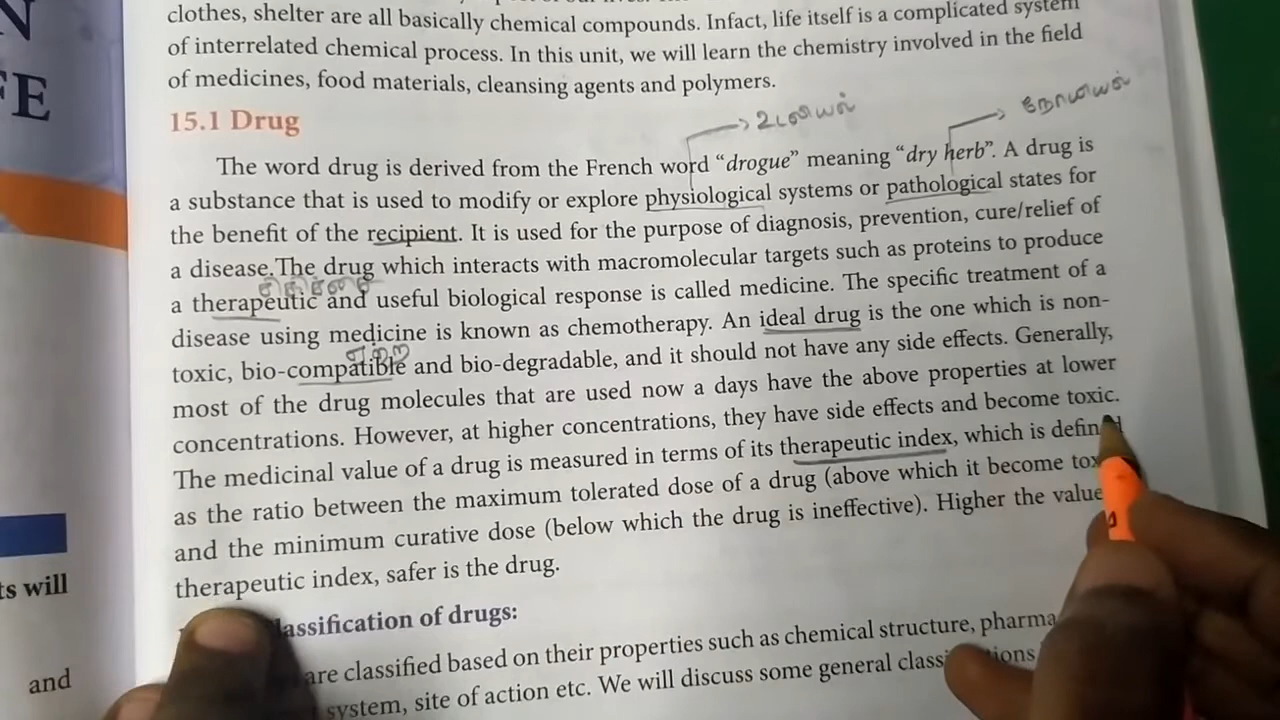 N
FE
clothes, shelter are all basically chemical compounds. Infact, life itself is a complicated system
of interrelated chemical process. In this unit, we will learn the chemistry involved in the field
of medicines, food materials, cleansing agents and polymers.
15.1 Drug
உடலியல்
நோயியல்
The word drug is derived from the French word “drogue” meaning “dry herb”. A drug is
a substance that is used to modify or explore physiological systems or pathological states for
the benefit of the recipient. It is used for the purpose of diagnosis, prevention, cure/relief of
a disease.The drug which interacts with macromolecular targets such as proteins to produce
a therapeutic and useful biological response is called medicine. The specific treatment of a
disease using medicine is known as chemotherapy. An ideal drug is the one which is non-
toxic, bio-compatible and bio-degradable, and it should not have any side effects. Generally,
most of the drug molecules that are used now a days have the above properties at lower
concentrations. However, at higher concentrations, they have side effects and become toxic.
The medicinal value of a drug is measured in terms of its therapeutic index, which is defin
as the ratio between the maximum tolerated dose of a drug (above which it become tox
and the minimum curative dose (below which the drug is ineffective). Higher the value
therapeutic index, safer is the drug.
assification of drugs:
are classified based on their properties such as chemical structure, pharma
system, site of action etc. We will discuss some general class
ts will
and